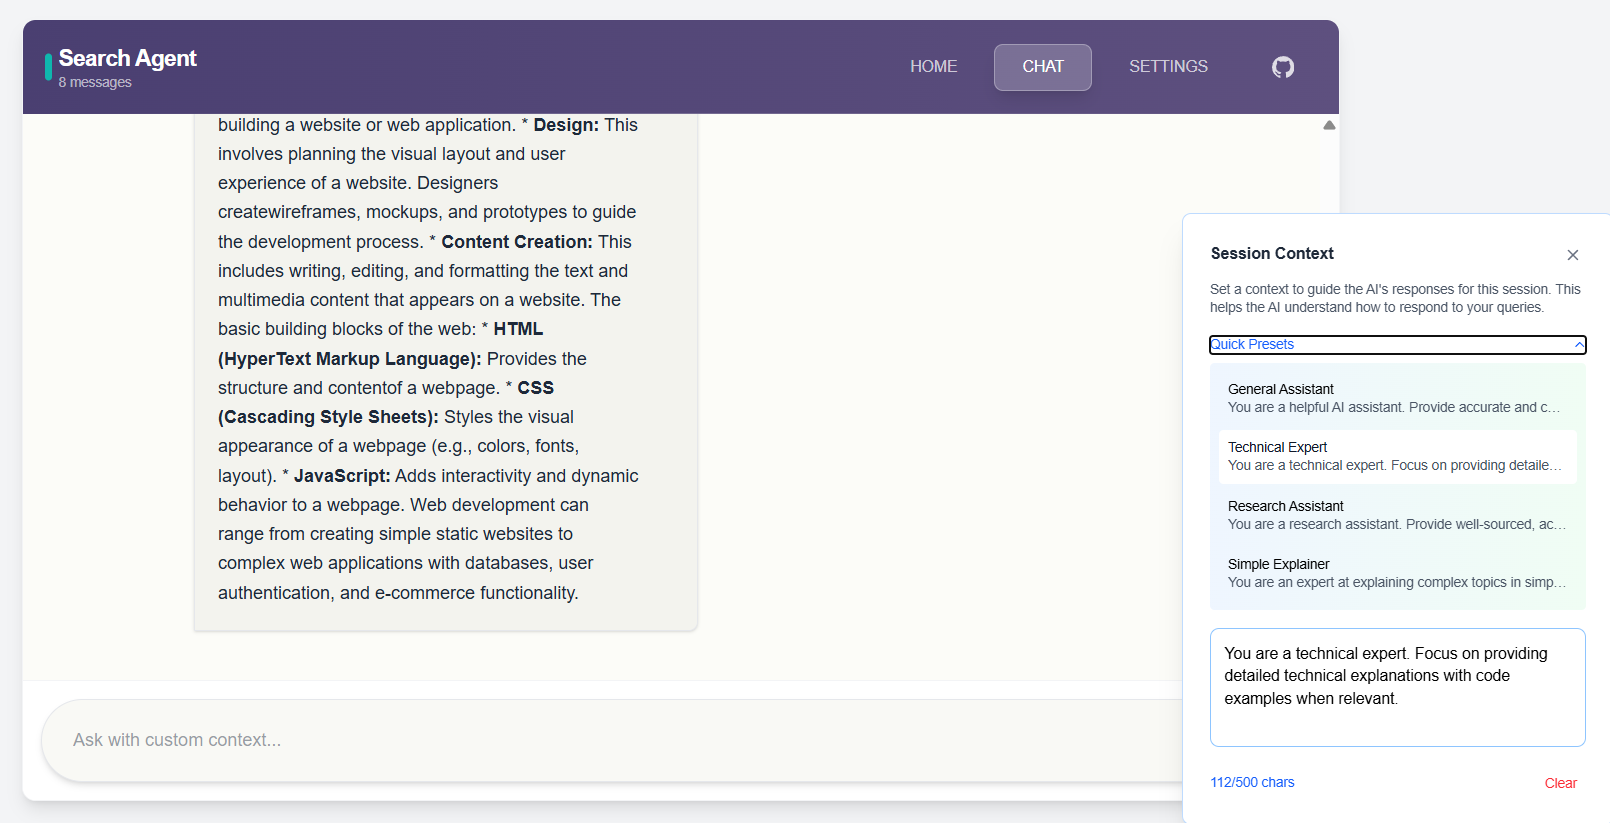 Search Agent
8 messages
HOME
CHAT
SETTINGS
building a website or web application. * Design: This
involves planning the visual layout and user
experience of a website. Designers
createwireframes, mockups, and prototypes to guide
the development process. * Content Creation: This
includes writing, editing, and formatting the text and
multimedia content that appears on a website. The
basic building blocks of the web: * HTML
(HyperText Markup Language): Provides the
structure and contentof a webpage. * CSS
(Cascading Style Sheets): Styles the visual
appearance of a webpage (e.g., colors, fonts,
layout). * JavaScript: Adds interactivity and dynamic
behavior to a webpage. Web development can
range from creating simple static websites to
complex web applications with databases, user
authentication, and e-commerce functionality.
Ask with custom context...
Session Context
Set a context to guide the AI's responses for this session. This
helps the AI understand how to respond to your queries.
Quick Presets
General Assistant
You are a helpful AI assistant. Provide accurate and c...
Technical Expert
You are a technical expert. Focus on providing detaile...
Research Assistant
You are a research assistant. Provide well-sourced, ac...
Simple Explainer
You are an expert at explaining complex topics in simp...
You are a technical expert. Focus on providing
detailed technical explanations with code
examples when relevant.
112/500 chars
Clear